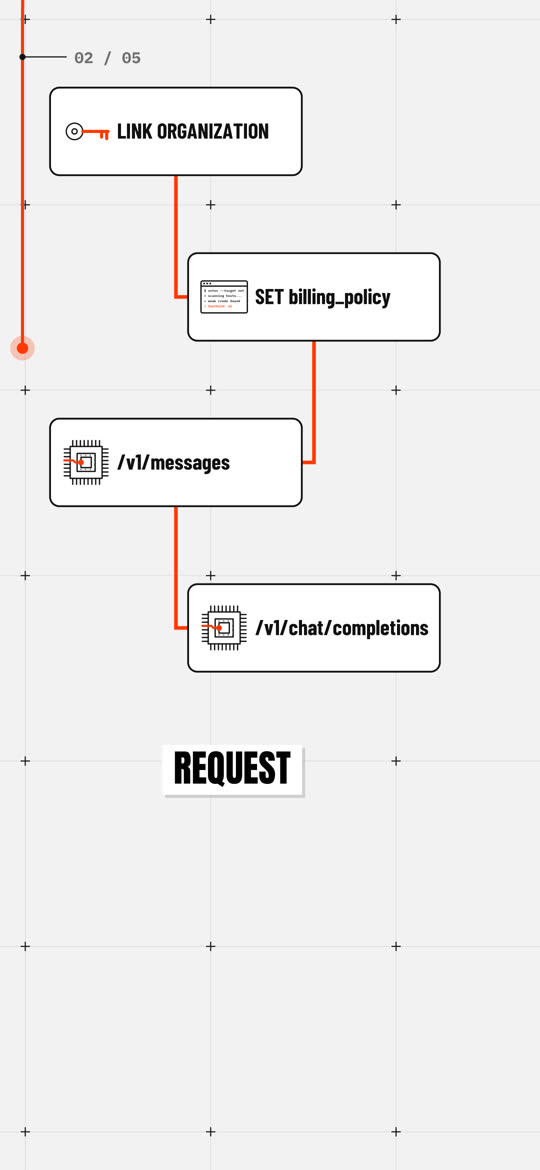 02 / 05
LINK ORGANIZATION
SET billing_policy
/v1/messages
/v1/chat/completions
REQUEST